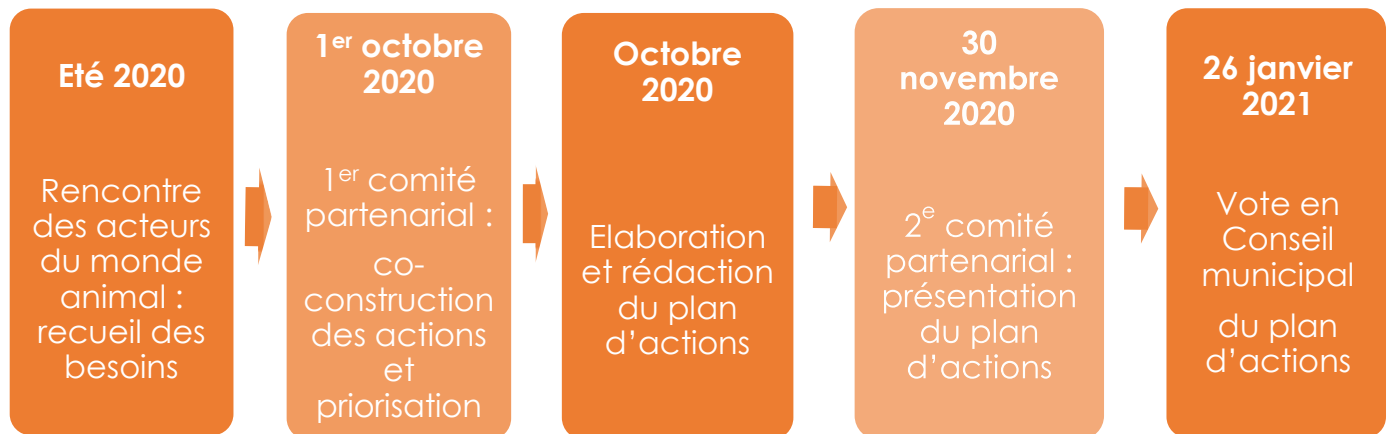 Eté 2020
Rencontre
des acteurs
du monde
animal :
recueil des
besoins
1er octobre
2020
1er comité
partenarial :
co-
construction
des actions
et
priorisation
Octobre
2020
Elaboration
et rédaction
du plan
d’actions
30
novembre
2020
2e comité
partenarial :
présentation
du plan
d’actions
26 janvier
2021
Vote en
Conseil
municipal
du plan
d’actions